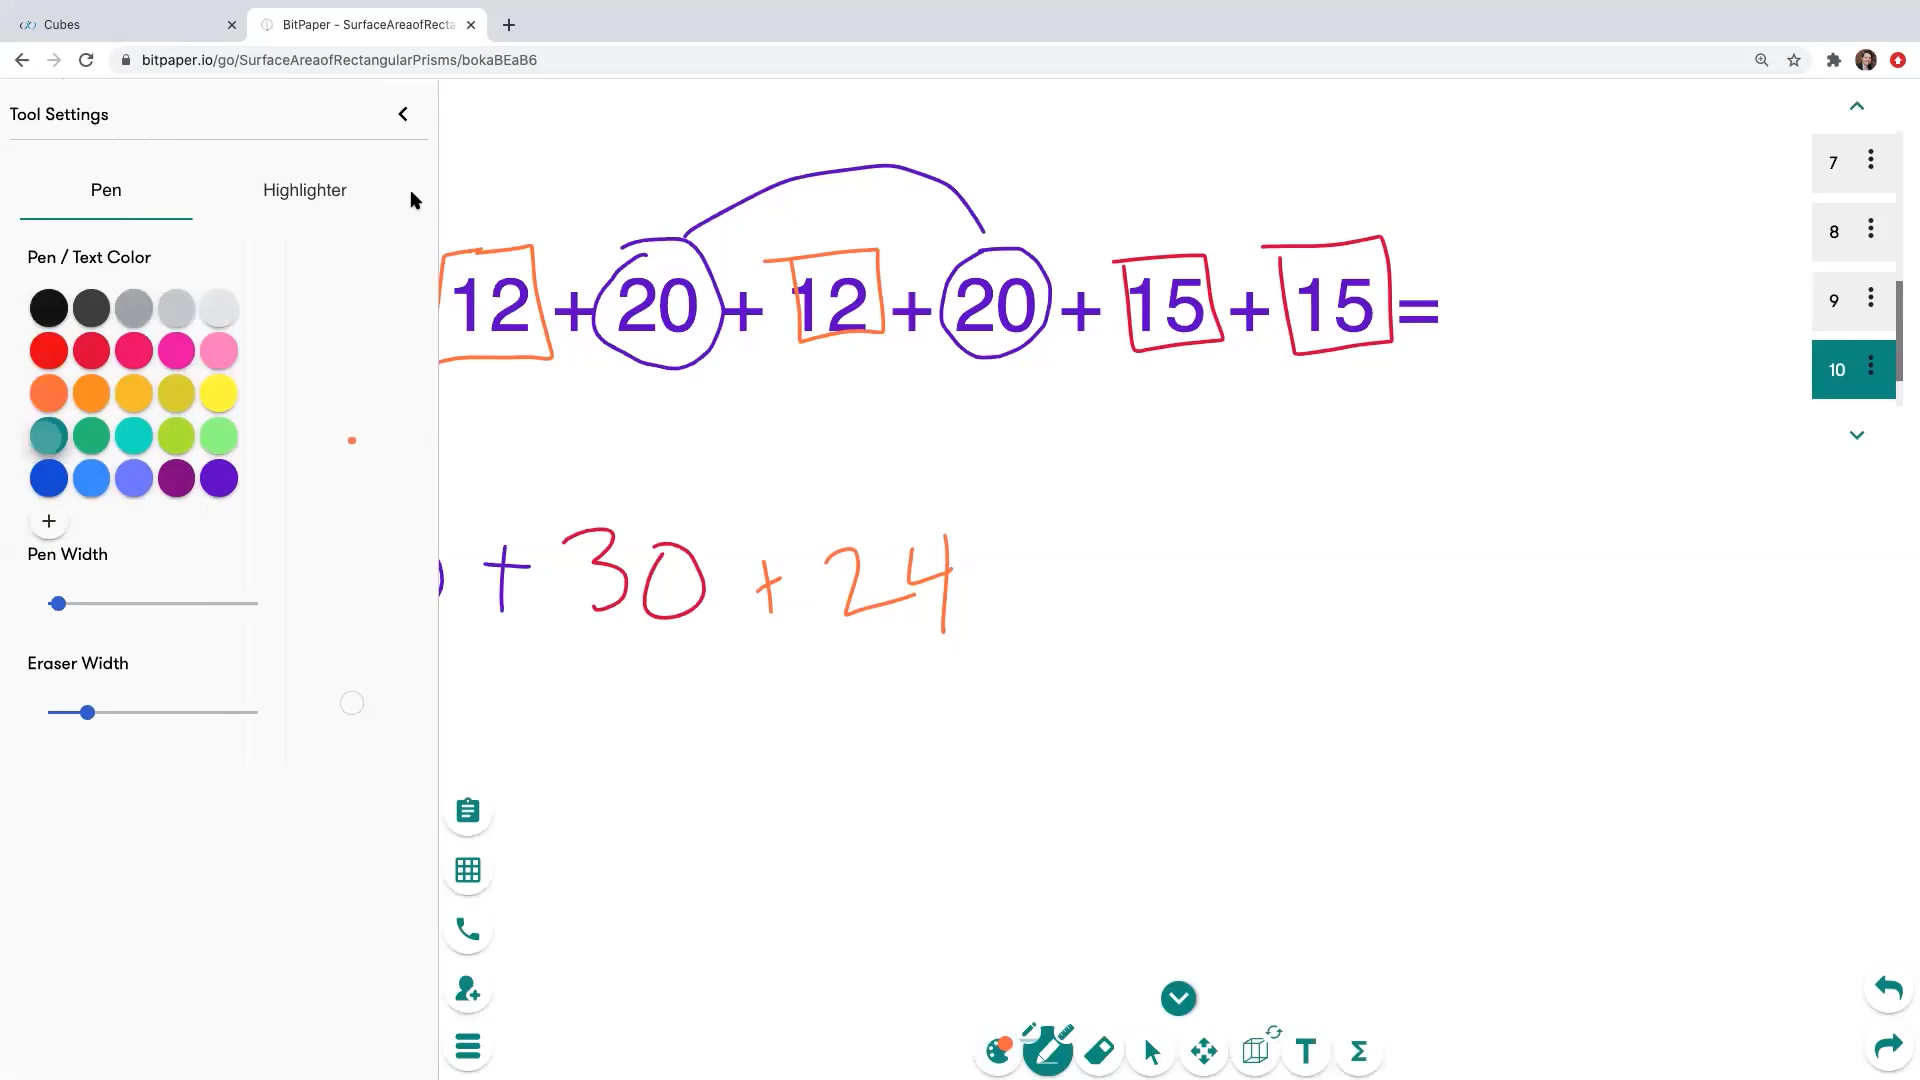 Cubes
BitPaper - SurfaceAreaofRecta
bitpaper.io/go/SurfaceAreaofRectangularPrisms/bokaBEaB6
Tool Settings
Pen
Highlighter
Pen / Text Color
+
Pen Width
Eraser Width
12 + 20 + 12 + 20 + 15 + 15 =
+ 30 + 24
7
8
9
10
T
Σ